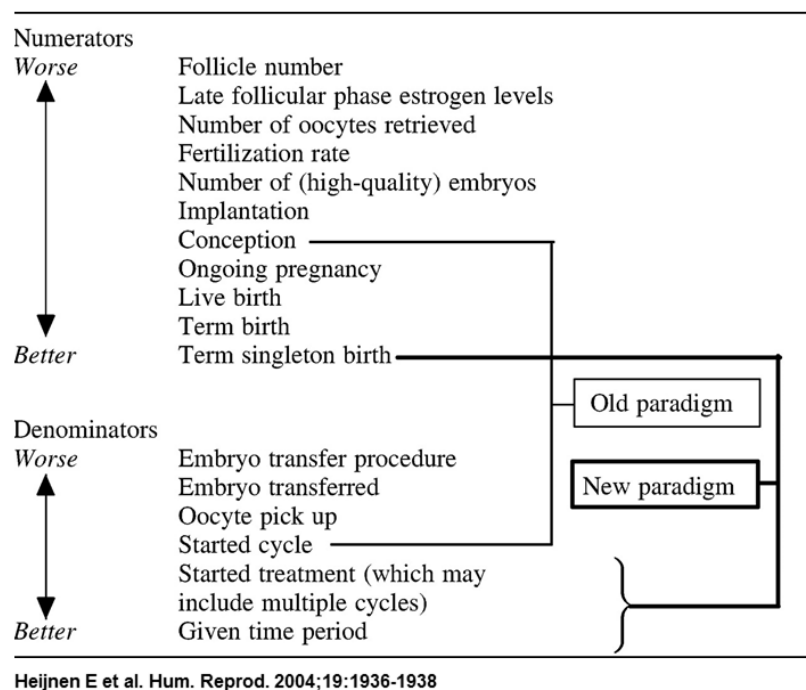 Numerators
Worse Follicle number
Late follicular phase estrogen levels
Number of oocytes retrieved
Fertilization rate
Number of (high-quality) embryos
Implantation
Conception
Ongoing pregnancy
Live birth
Term birth
Better Term singleton birth
Old paradigm
Denominators
Worse Embryo transfer procedure
Embryo transferred
New paradigm
Oocyte pick up
Started cycle
Started treatment (which may
include multiple cycles)
Better Given time period
Heijnen E et al. Hum. Reprod. 2004;19:1936-1938